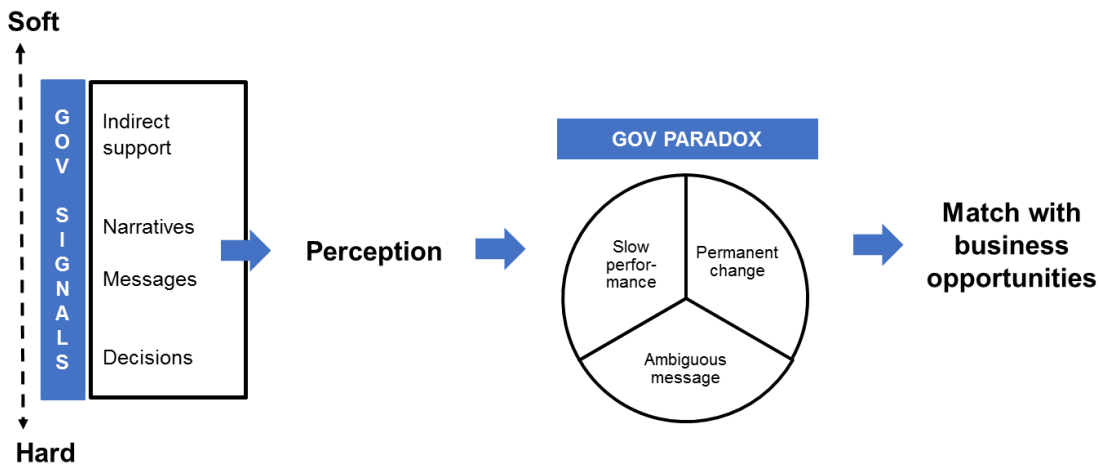 Soft
GOV SIGNALS
Indirect
support
Narratives
Messages
Decisions
Hard
Perception
GOV PARADOX
Slow
perfor-
mance
Permanent
change
Ambiguous
message
Match with
business
opportunities